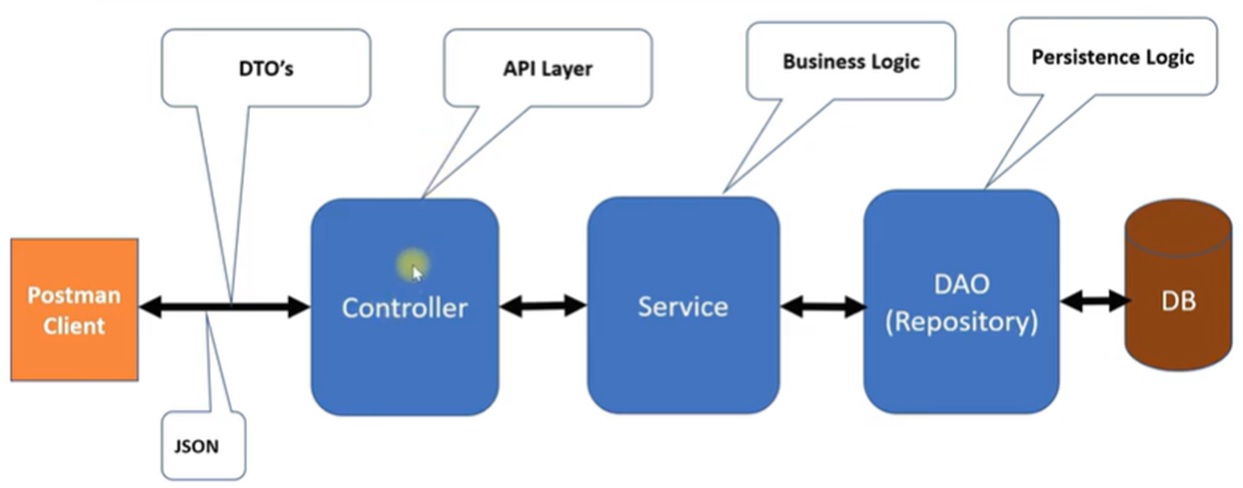 DTO's
API Layer
Business Logic
Persistence Logic
Postman
Client
Controller
Service
DAO
(Repository)
DB
JSON